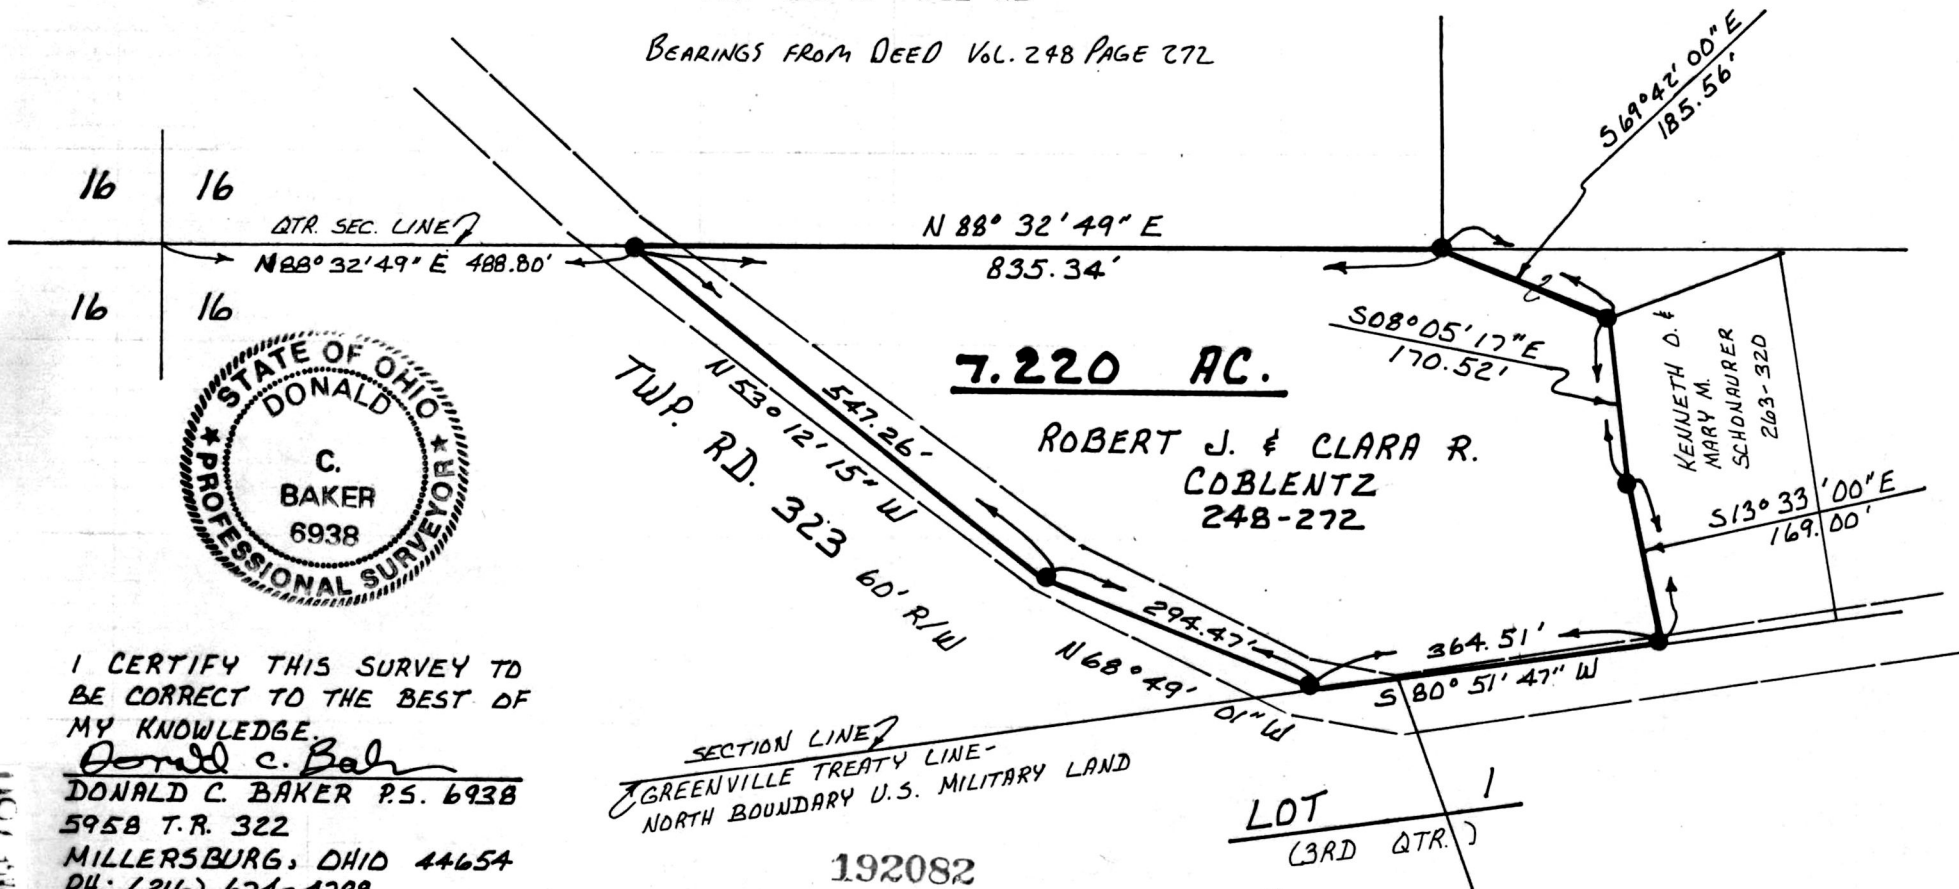 BEARINGS FROM DEED VOL. 248 PAGE 272
S 69° 42' 00" E
185.56'
16 16
QTR. SEC. LINE
N 88° 32' 49" E 488.80'
N 88° 32' 49" E
835.34'
16 16
STATE OF OHIO
DONALD
C.
BAKER
6938
PROFESSIONAL SURVEYOR
S08° 05' 17" E
170.52'
7.220 AC.
ROBERT J. & CLARA R.
COBLENTZ
248-272
KENNETH D. &
MARY M.
SCHONAURER
263-320
547.26'
N 53° 12' 15" W
TWP. RD. 323 60' R/W
S13° 33' 00" E
169.00'
294.47'
N 68° 49' 01" W
364.51'
S 80° 51' 47" W
I CERTIFY THIS SURVEY TO
BE CORRECT TO THE BEST OF
MY KNOWLEDGE.
Donald C. Baker
DONALD C. BAKER P.S. 6938
5958 T.R. 322
MILLERSBURG, OHIO 44654
SECTION LINE
GREENVILLE TREATY LINE-
NORTH BOUNDARY U.S. MILITARY LAND
LOT 1
(3RD QTR.)
192082